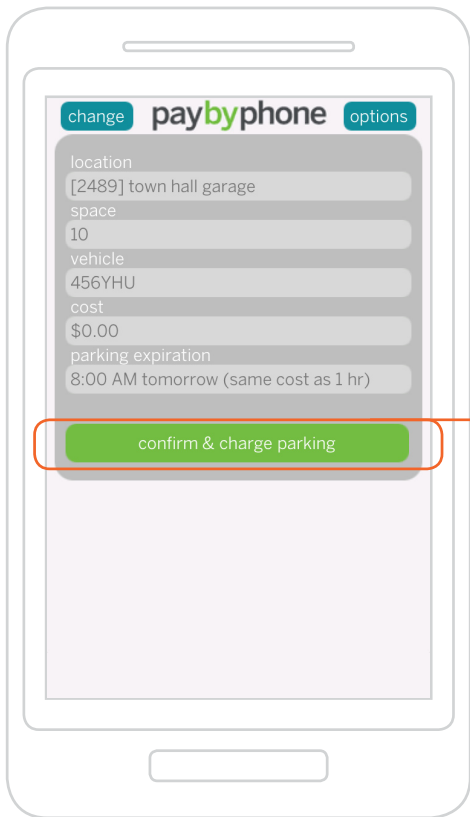 change paybyphone options
location
[2489] town hall garage
space
10
vehicle
456YHU
cost
$0.00
parking expiration
8:00 AM tomorrow (same cost as 1 hr)
confirm & charge parking